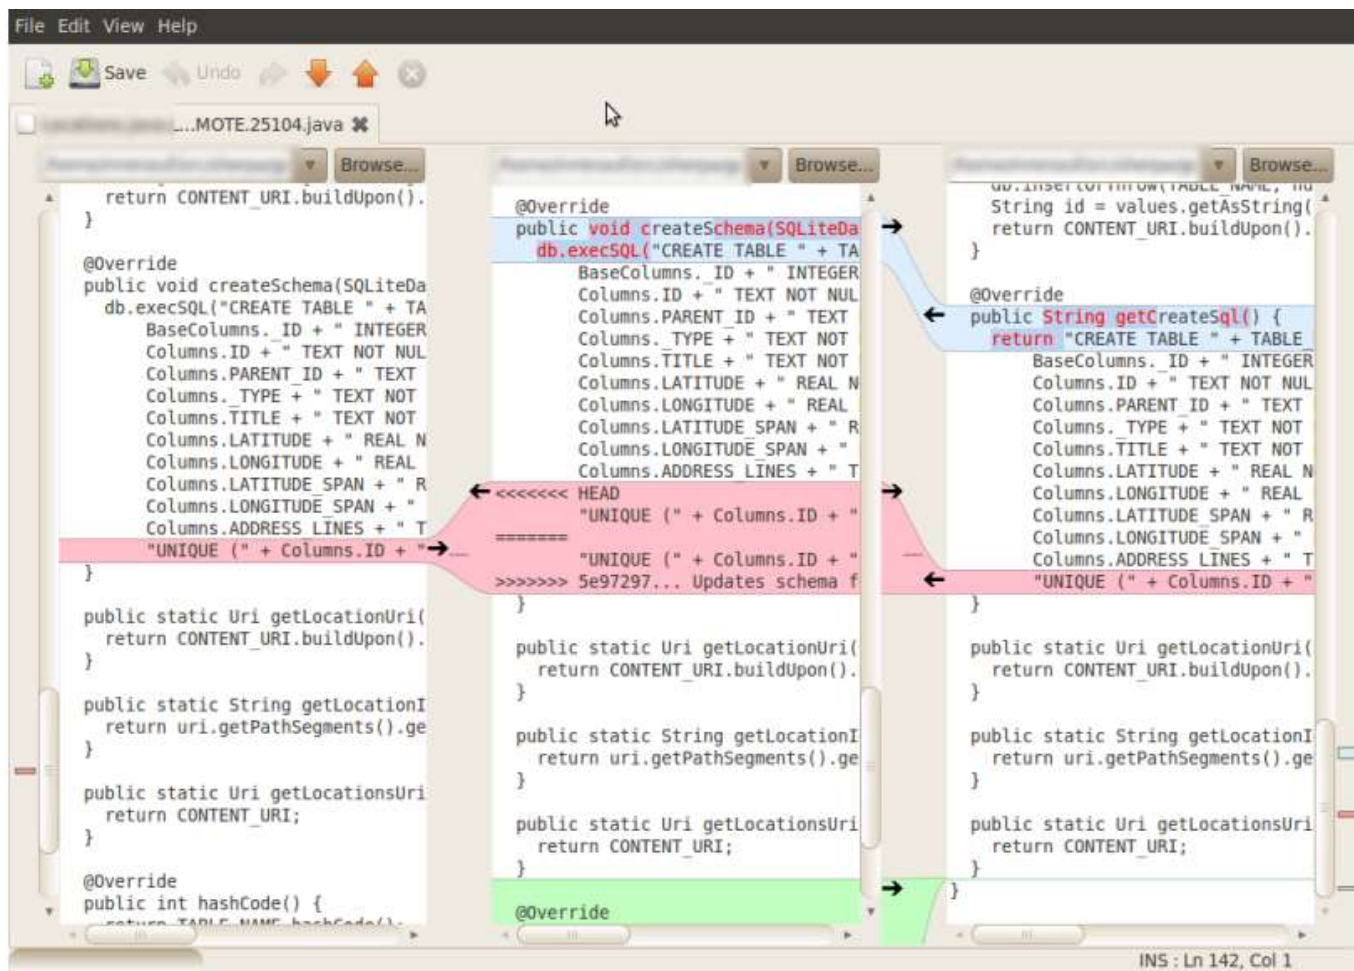 File Edit View Help
Save Undo
L...MOTE.25104.java
Browse...
return CONTENT_URI.buildUpon().
}
@Override
public void createSchema(SQLiteDa
db.execSQL("CREATE TABLE " + TA
BaseColumns._ID + " INTEGER
Columns.ID + " TEXT NOT NUL
Columns.PARENT_ID + " TEXT
Columns._TYPE + " TEXT NOT
Columns.TITLE + " TEXT NOT
Columns.LATITUDE + " REAL N
Columns.LONGITUDE + " REAL
Columns.LATITUDE_SPAN + " R
Columns.LONGITUDE_SPAN + "
Columns.ADDRESS_LINES + " T
"UNIQUE (" + Columns.ID + "
}
public static Uri getLocationUri(
return CONTENT_URI.buildUpon().
}
public static String getLocationI
return uri.getPathSegments().ge
}
public static Uri getLocationsUri
return CONTENT_URI;
}
@Override
public int hashCode() {
return TABLE_NAME.hashCode();
Browse...
@Override
public void createSchema(SQLiteDa
db.execSQL("CREATE TABLE " + TA
BaseColumns._ID + " INTEGER
Columns.ID + " TEXT NOT NUL
Columns.PARENT_ID + " TEXT
Columns._TYPE + " TEXT NOT
Columns.TITLE + " TEXT NOT
Columns.LATITUDE + " REAL N
Columns.LONGITUDE + " REAL
Columns.LATITUDE_SPAN + " R
Columns.LONGITUDE_SPAN + "
Columns.ADDRESS_LINES + " T
<<<<<<< HEAD
"UNIQUE (" + Columns.ID + "
=======
"UNIQUE (" + Columns.ID + "
>>>>>>> 5e97297... Updates schema f
}
public static Uri getLocationUri(
return CONTENT_URI.buildUpon().
}
public static String getLocationI
return uri.getPathSegments().ge
}
public static Uri getLocationsUri
return CONTENT_URI;
}
@Override
Browse...
db.insertOrThrow(TABLE_NAME, nu
String id = values.getAsString(
return CONTENT_URI.buildUpon().
}
@Override
public String getCreateSql() {
return "CREATE TABLE " + TABLE_
BaseColumns._ID + " INTEGER
Columns.ID + " TEXT NOT NUL
Columns.PARENT_ID + " TEXT
Columns._TYPE + " TEXT NOT
Columns.TITLE + " TEXT NOT
Columns.LATITUDE + " REAL N
Columns.LONGITUDE + " REAL
Columns.LATITUDE_SPAN + " R
Columns.LONGITUDE_SPAN + "
Columns.ADDRESS_LINES + " T
"UNIQUE (" + Columns.ID + "
}
public static Uri getLocationUri(
return CONTENT_URI.buildUpon().
}
public static String getLocationI
return uri.getPathSegments().ge
}
public static Uri getLocationsUri
return CONTENT_URI;
}
}
INS : Ln 142, Col 1